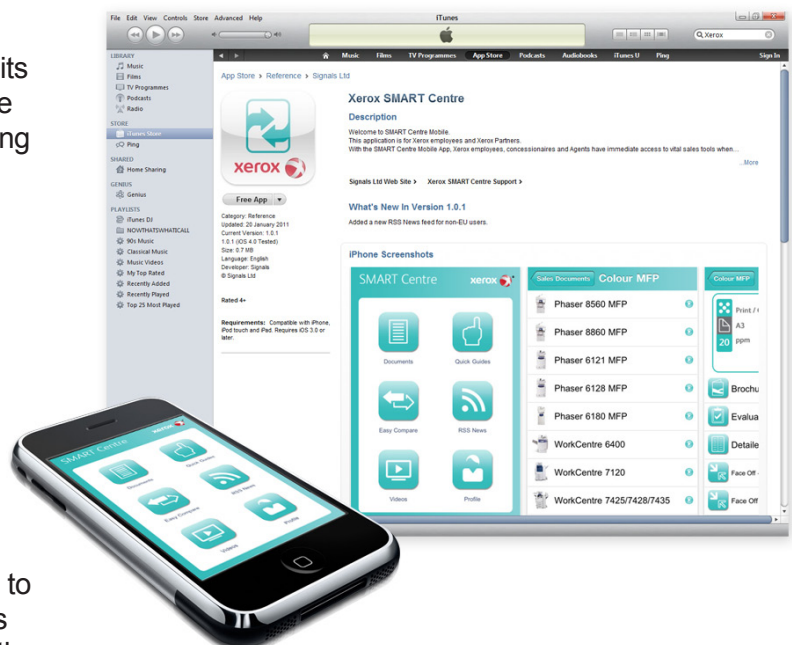 its
e
ng
to
s
File Edit View Controls Store Advanced Help
iTunes
Xerox
LIBRARY
Music
Films
TV Programmes
Podcasts
Radio
STORE
iTunes Store
Ping
SHARED
Home Sharing
GENIUS
Genius
PLAYLISTS
iTunes DJ
NOWTHATSWHATICALL
90s Music
Classical Music
Music Videos
My Top Rated
Recently Added
Recently Played
Top 25 Most Played
Music Films TV Programmes App Store Podcasts Audiobooks iTunes U Ping Sign In
App Store > Reference > Signals Ltd
xerox
Free App
Category: Reference
Updated: 20 January 2011
Current Version: 1.0.1
1.0.1 (iOS 4.0 Tested)
Size: 0.7 MB
Language: English
Developer: Signals
© Signals Ltd
Rated 4+
Requirements: Compatible with iPhone,
iPod touch and iPad. Requires iOS 3.0 or
later.
Xerox SMART Centre
Description
Welcome to SMART Centre Mobile.
This application is for Xerox employees and Xerox Partners.
With the SMART Centre Mobile App, Xerox employees, concessionaires and Agents have immediate access to vital sales tools when...
...More
Signals Ltd Web Site > Xerox SMART Centre Support >
What's New In Version 1.0.1
Added a new RSS News feed for non-EU users.
iPhone Screenshots
SMART Centre xerox
Documents Quick Guides
Easy Compare RSS News
Videos Profile
Sales Documents Colour MFP
Phaser 8560 MFP
Phaser 8860 MFP
Phaser 6121 MFP
Phaser 6128 MFP
Phaser 6180 MFP
WorkCentre 6400
WorkCentre 7120
WorkCentre 7425/7428/7435
Colour MFP
Print /
A3
20 ppm
Brochu
Evalua
Detaile
Face Off
Face Off
SMART Centre xerox
Documents Quick Guides
Easy Compare RSS News
Videos Profile